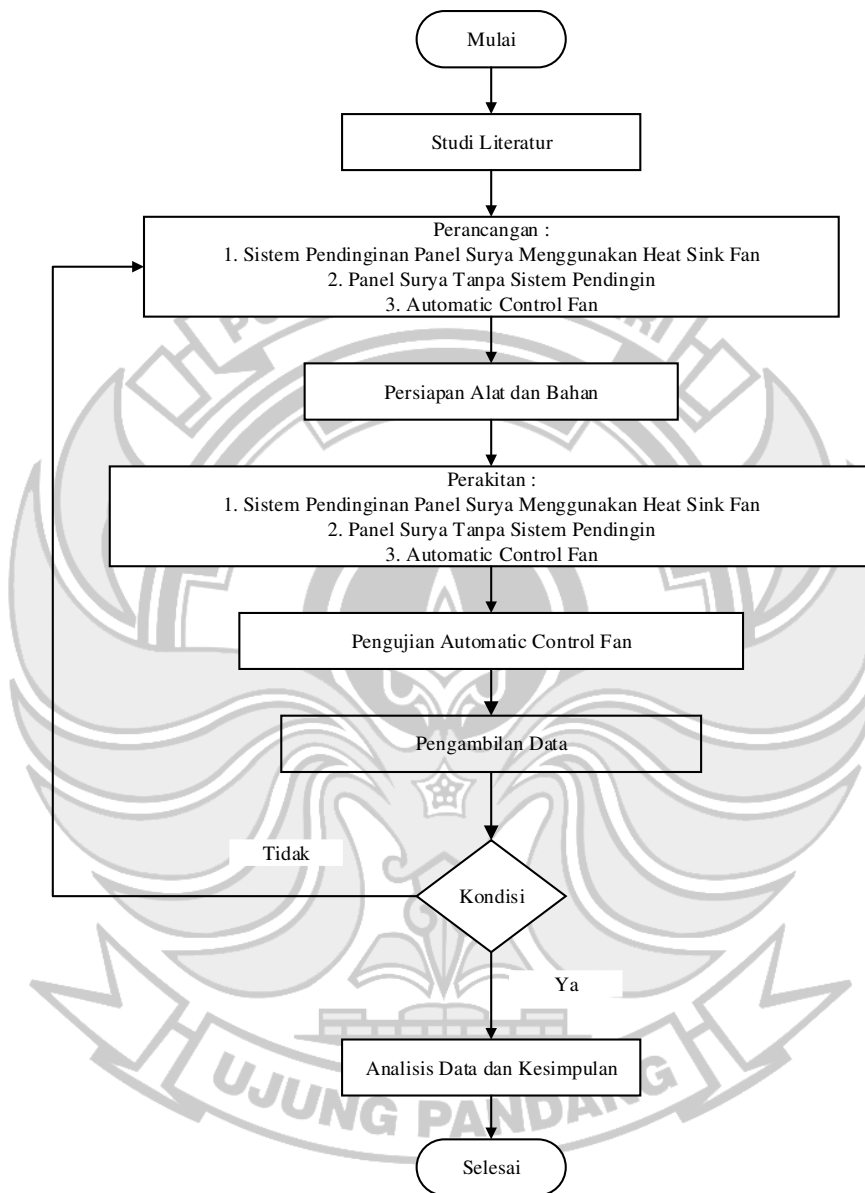 Mulai
Studi Literatur
Perancangan :
1. Sistem Pendinginan Panel Surya Menggunakan Heat Sink Fan
2. Panel Surya Tanpa Sistem Pendingin
3. Automatic Control Fan
Persiapan Alat dan Bahan
Perakitan :
1. Sistem Pendinginan Panel Surya Menggunakan Heat Sink Fan
2. Panel Surya Tanpa Sistem Pendingin
3. Automatic Control Fan
Pengujian Automatic Control Fan
Pengambilan Data
Tidak
Kondisi
Ya
Analisis Data dan Kesimpulan
UJUNG PANDANG
Selesai